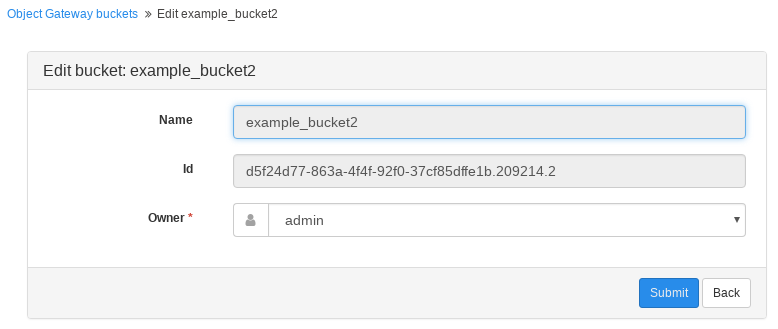 Object Gateway buckets » Edit example_bucket2
Edit bucket: example_bucket2
Name example_bucket2
Id d5f24d77-863a-4f4f-92f0-37cf85dffe1b.209214.2
Owner * admin
Submit Back